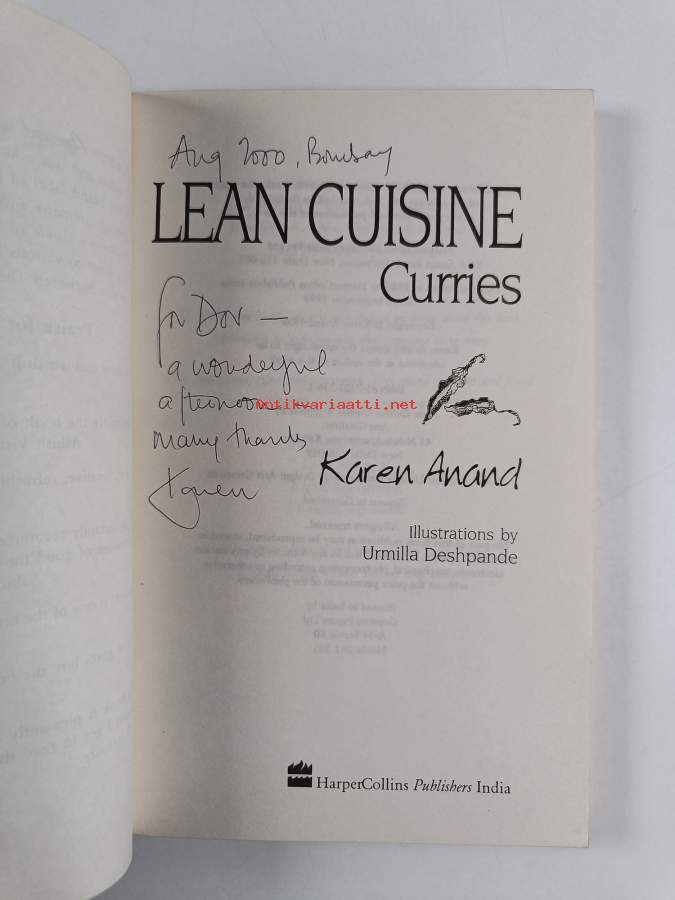 Aug 2000, Bombay
LEAN CUISINE
Curries
for Dov —
a wonderful
afternoon
antikvariaatti.net
many thanks
Karen
Karen Anand
Illustrations by
Urmilla Deshpande
HarperCollins Publishers India